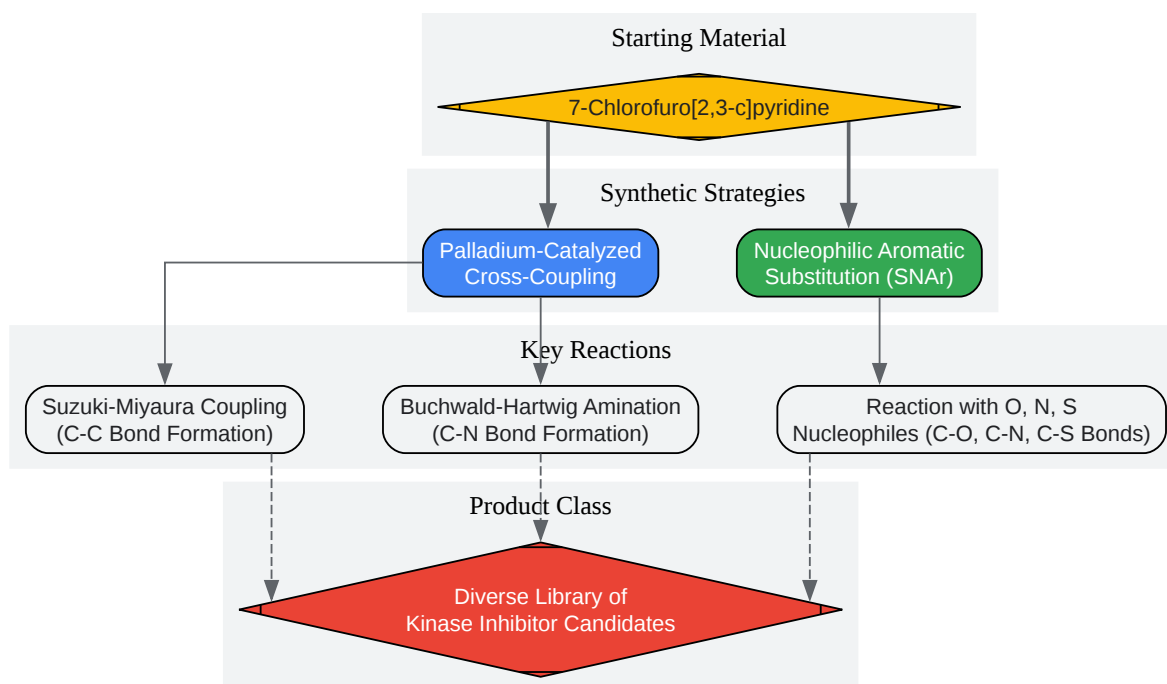 Starting Material
7-Chlorofuro[2,3-c]pyridine
Synthetic Strategies
Palladium-Catalyzed
Cross-Coupling
Nucleophilic Aromatic
Substitution (SNAr)
Key Reactions
Suzuki-Miyaura Coupling
(C-C Bond Formation)
Buchwald-Hartwig Amination
(C-N Bond Formation)
Reaction with O, N, S
Nucleophiles (C-O, C-N, C-S Bonds)
Product Class
Diverse Library of
Kinase Inhibitor Candidates